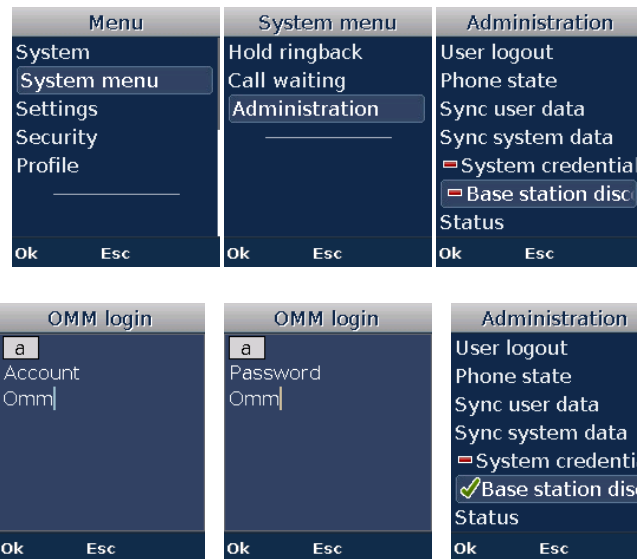 Menu
System
System menu
Settings
Security
Profile
Ok Esc
System menu
Hold ringback
Call waiting
Administration
Ok Esc
Administration
User logout
Phone state
Sync user data
Sync system data
System credential
Base station disc
Status
Ok Esc
OMM login
a
Account
Omm
Ok Esc
OMM login
a
Password
Omm
Ok Esc
Administration
User logout
Phone state
Sync user data
Sync system data
System credenti
Base station dis
Status
Ok Esc